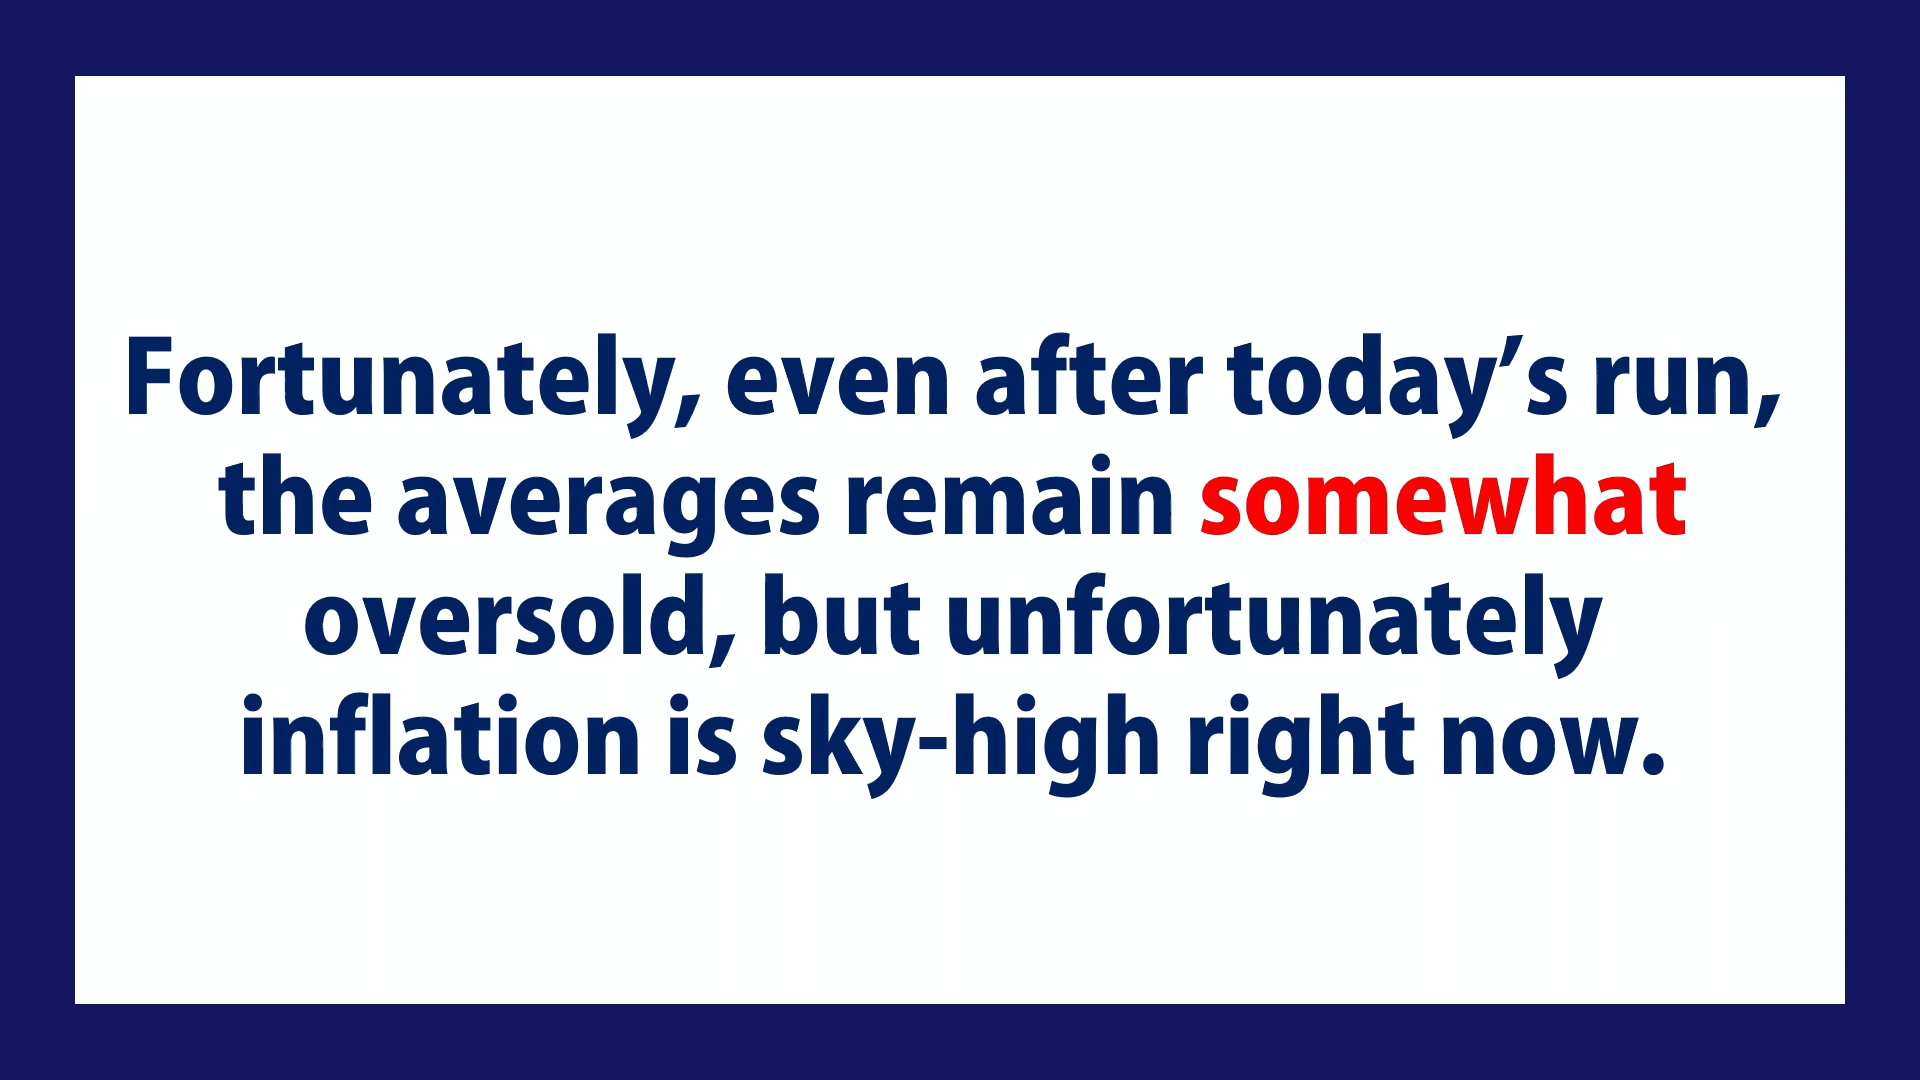 Fortunately, even after today’s run,
the averages remain somewhat
oversold, but unfortunately
inflation is sky-high right now.